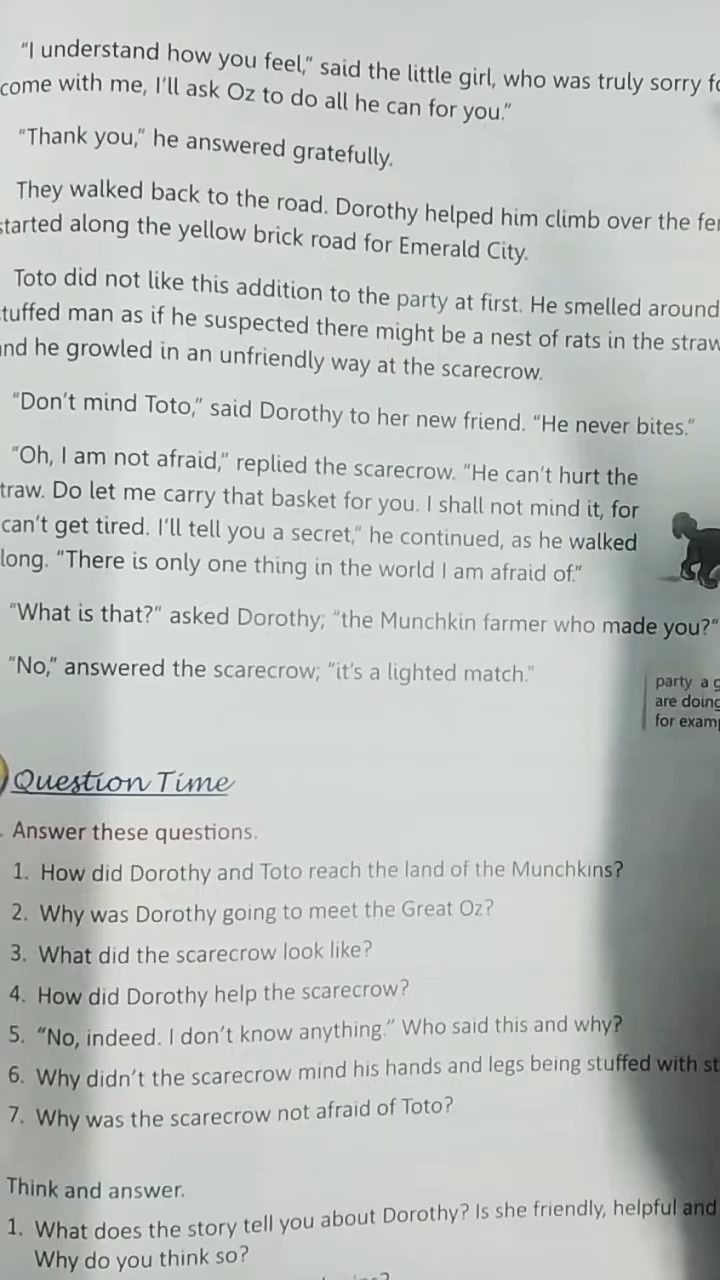 "I understand how you feel," said the little girl, who was truly sorry
come with me, I'll ask Oz to do all he can for you."
"Thank you," he answered gratefully.
They walked back to the road. Dorothy helped him climb over the
started along the yellow brick road for Emerald City.
Toto did not like this addition to the party at first. He smelled around
tuffed man as if he suspected there might be a nest of rats in the straw
and he growled in an unfriendly way at the scarecrow.
"Don't mind Toto," said Dorothy to her new friend. "He never bites."
"Oh, I am not afraid," replied the scarecrow. "He can't hurt the
traw. Do let me carry that basket for you. I shall not mind it, for
can't get tired. I'll tell you a secret," he continued, as he walked
long. "There is only one thing in the world I am afraid of."
"What is that?" asked Dorothy; "the Munchkin farmer who made you?"
"No," answered the scarecrow; "it's a lighted match."
party a
are doing
for examp
Question Time
Answer these questions.
1. How did Dorothy and Toto reach the land of the Munchkins?
2. Why was Dorothy going to meet the Great Oz?
3. What did the scarecrow look like?
4. How did Dorothy help the scarecrow?
5. "No, indeed. I don't know anything." Who said this and why?
6. Why didn't the scarecrow mind his hands and legs being stuffed with st
7. Why was the scarecrow not afraid of Toto?
Think and answer.
1. What does the story tell you about Dorothy? Is she friendly, helpful and
Why do you think so?